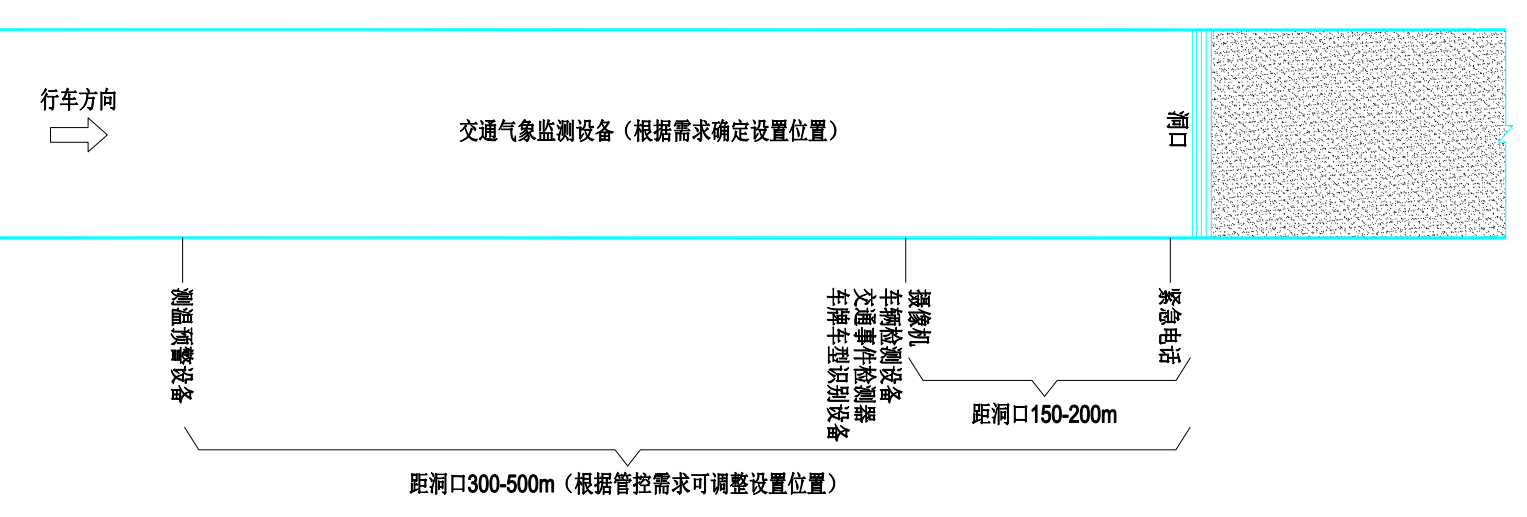 行车方向
交通气象监测设备（根据需求确定设置位置）
洞口
测温预警设备
摄像机
车辆检测设备
交通事件检测器
车牌车型识别设备
紧急电话
距洞口150-200m
距洞口300-500m（根据管控需求可调整设置位置）